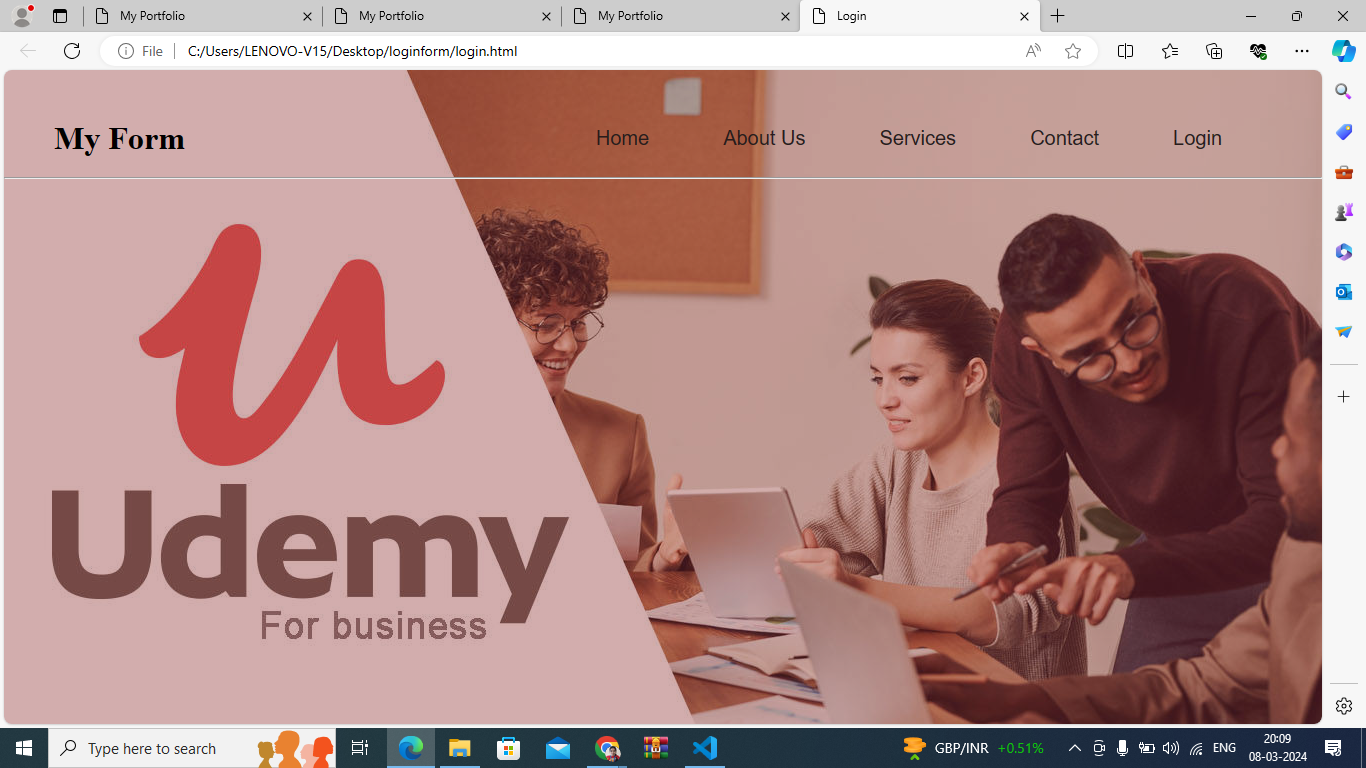 My Portfolio
My Portfolio
My Portfolio
Login
File
C:/Users/LENOVO-V15/Desktop/loginform/login.html
My Form
Home
About Us
Services
Contact
Login
Udemy
For business
Type here to search
GBP/INR +0.51%
ENG
20:09
08-03-2024